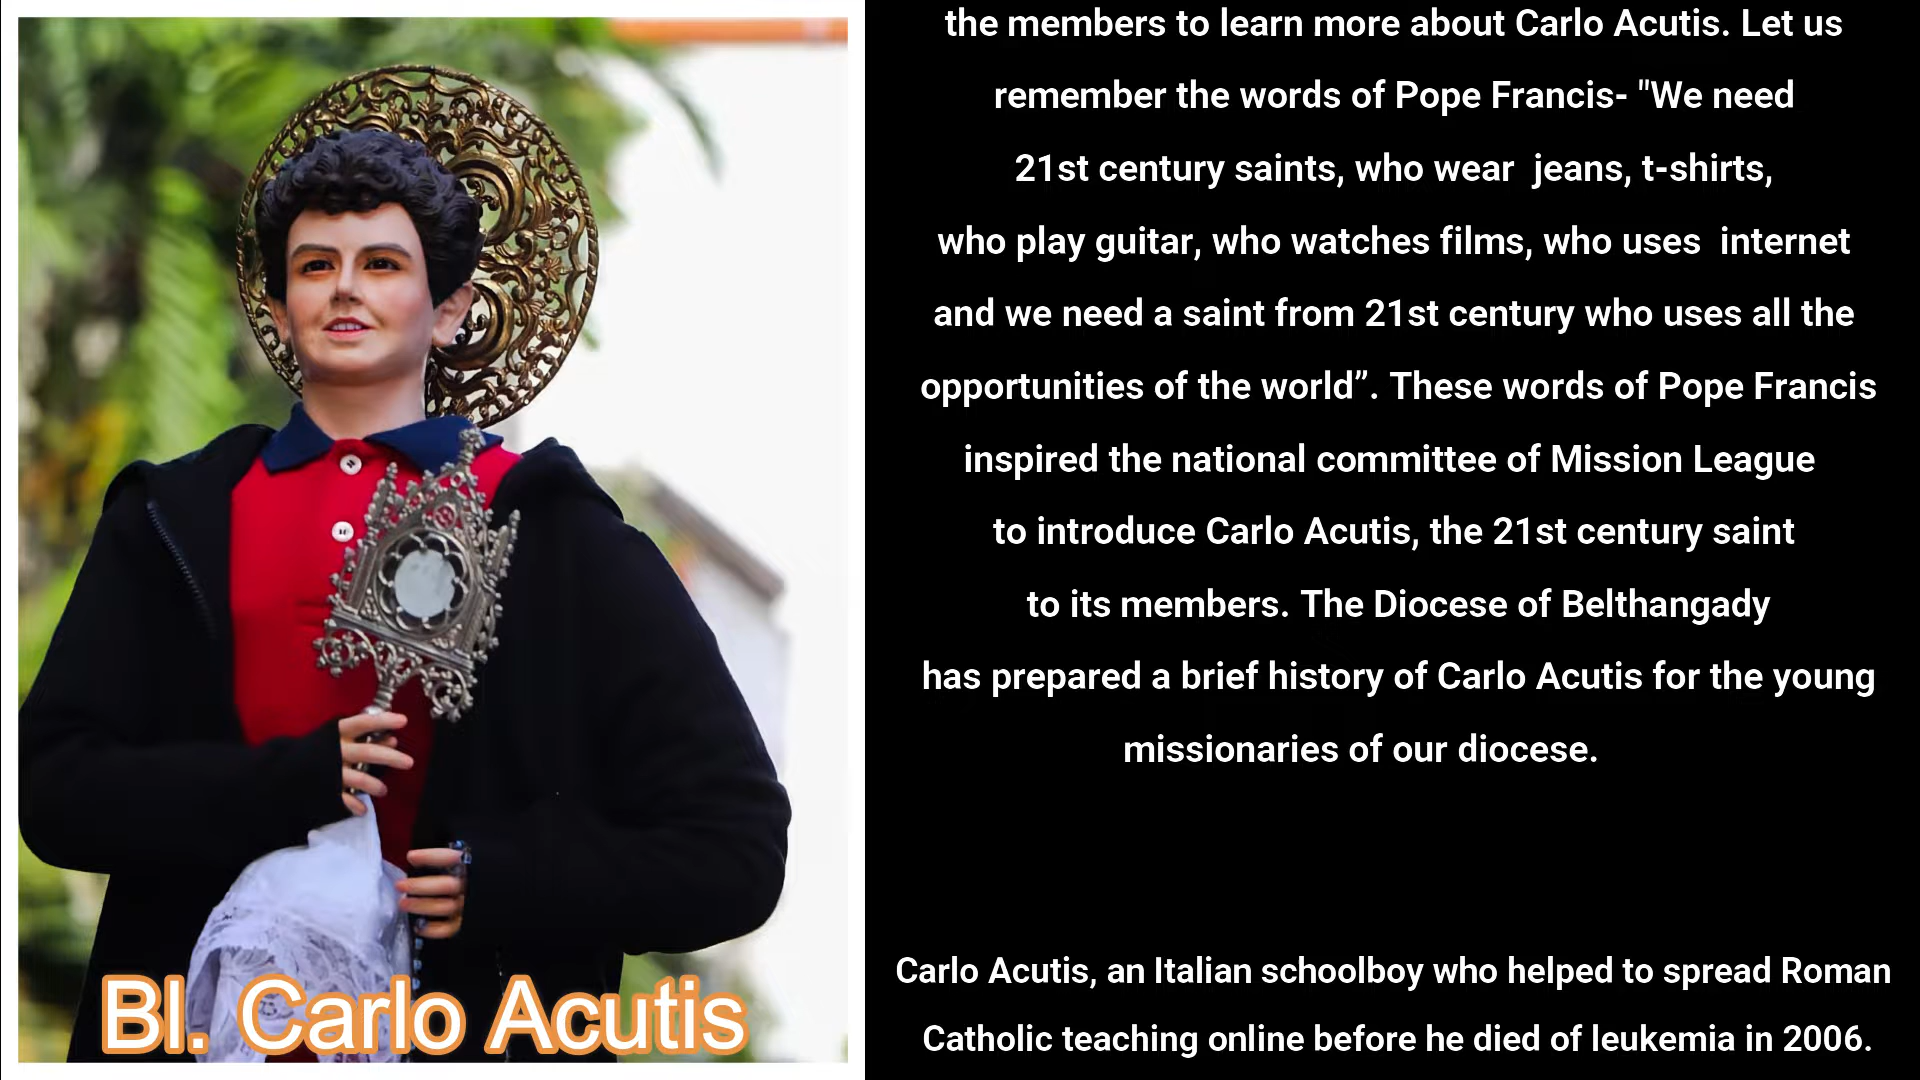 the members to learn more about Carlo Acutis. Let us
remember the words of Pope Francis- "We need
21st century saints, who wear  jeans, t-shirts,
who play guitar, who watches films, who uses  internet
and we need a saint from 21st century who uses all the
opportunities of the world”. These words of Pope Francis
inspired the national committee of Mission League
to introduce Carlo Acutis, the 21st century saint
to its members. The Diocese of Belthangady
has prepared a brief history of Carlo Acutis for the young
missionaries of our diocese.
Carlo Acutis, an Italian schoolboy who helped to spread Roman
Catholic teaching online before he died of leukemia in 2006.
Bl. Carlo Acutis